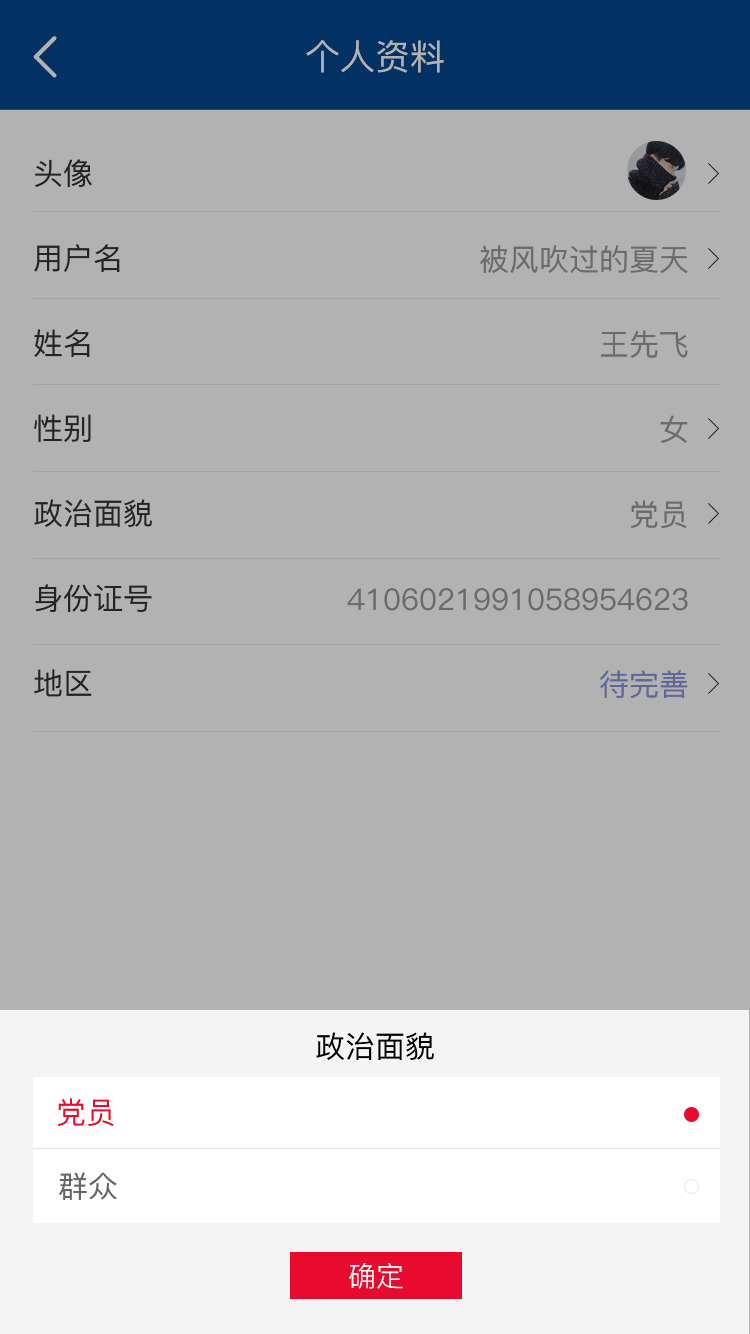 个人资料
头像
用户名 被风吹过的夏天
姓名 王先飞
性别 女
政治面貌 党员
身份证号 4106021991058954623
地区 待完善
政治面貌
党员
群众
确定